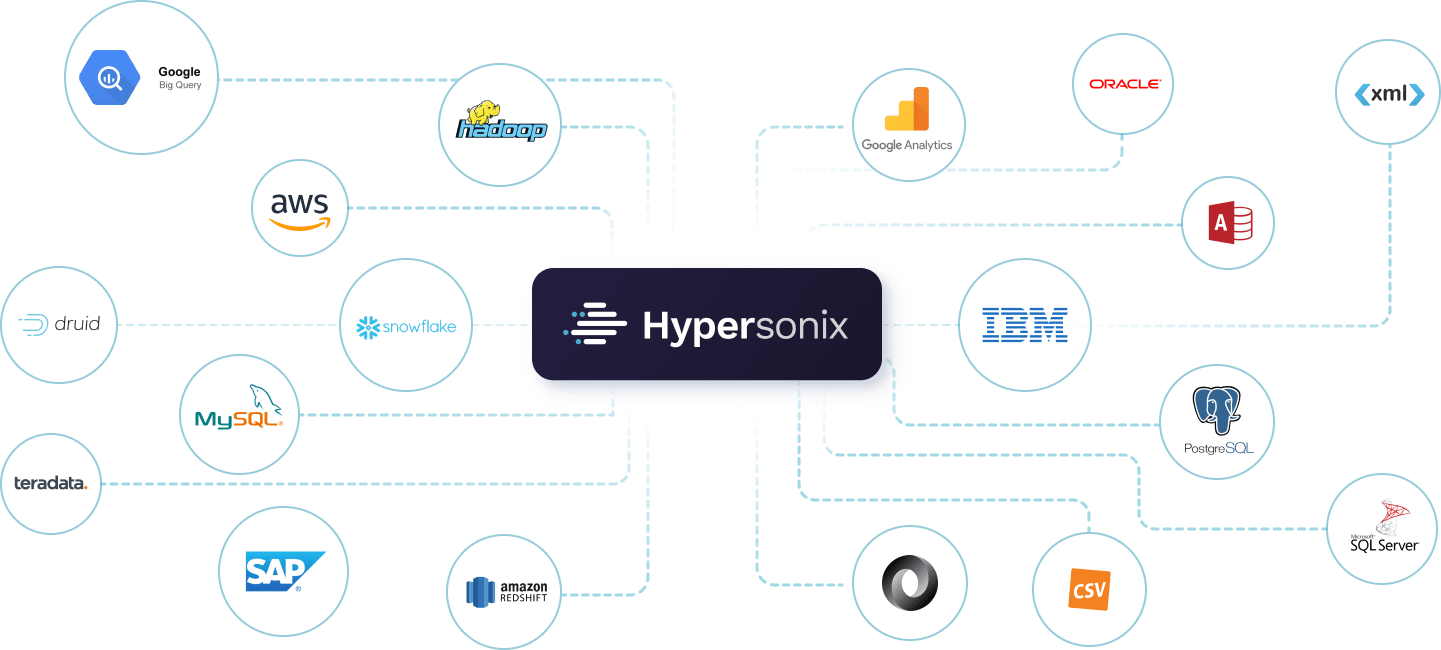 Google
Big Query
hadoop
ORACLE®
xml
Google Analytics
aws
A
druid
snowflake
Hypersonix
IBM
MySQL®
PostgreSQL
teradata.
Microsoft®
SQL Server®
SAP®
amazon
REDSHIFT
CSV